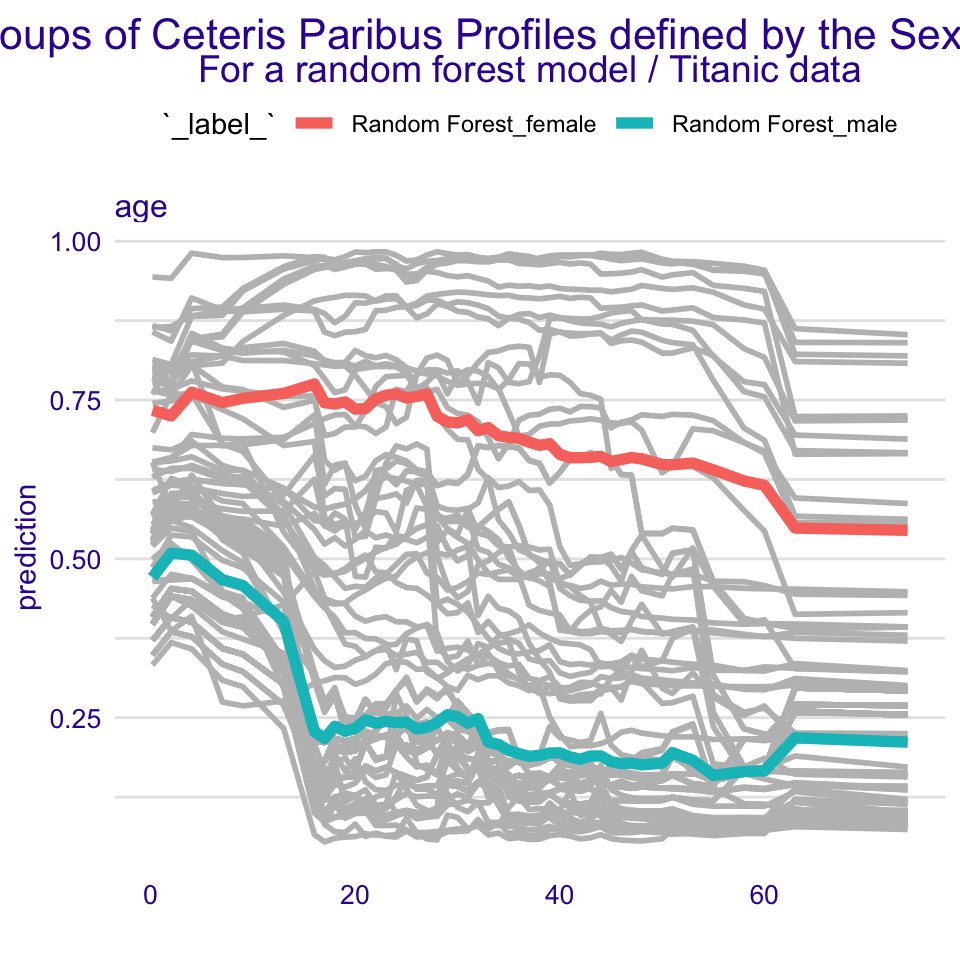 oups of Ceteris Paribus Profiles defined by the Sex
For a random forest model / Titanic data
`_label_` Random Forest_female Random Forest_male
age
1.00
0.75
0.50
0.25
prediction
0 20 40 60